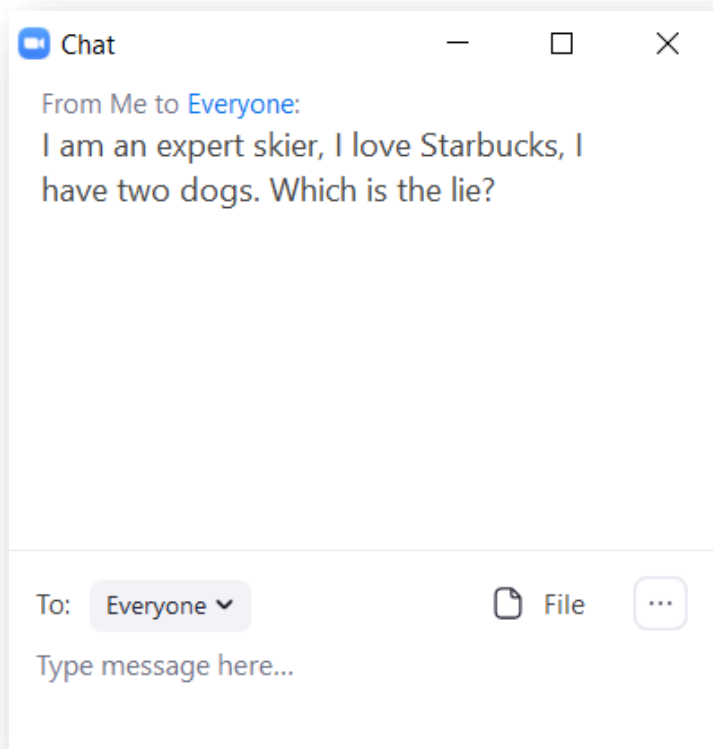 Chat
From Me to Everyone:
I am an expert skier, I love Starbucks, I
have two dogs. Which is the lie?
To: Everyone File ...
Type message here...